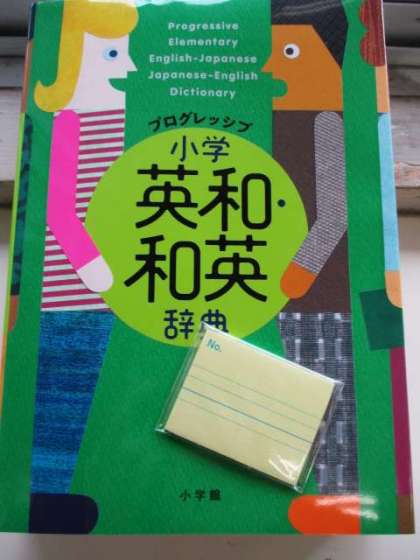 Progressive
Elementary
English-Japanese
Japanese-English
Dictionary
プログレッシブ
小学
英和・
和英
辞典
No.
小学館